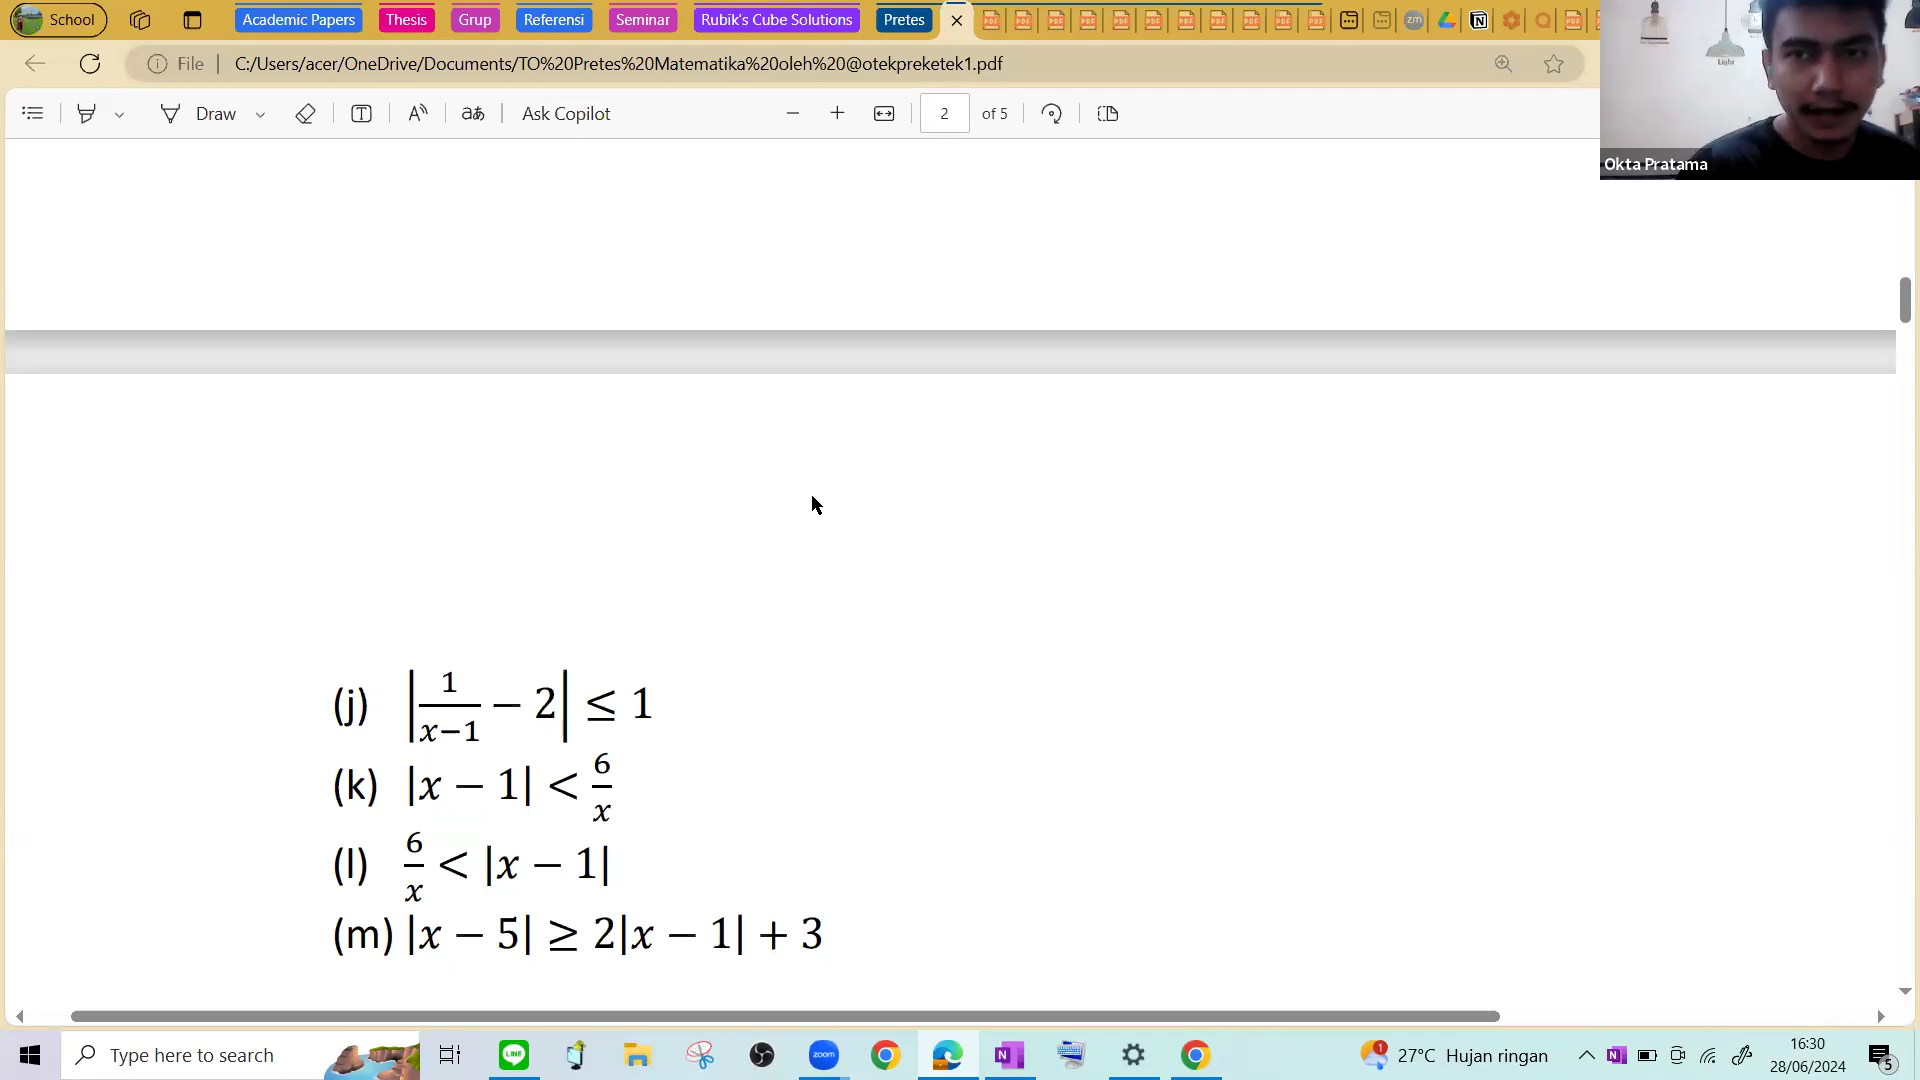 School
Academic Papers
Thesis
Grup
Referensi
Seminar
Rubik's Cube Solutions
Pretes
File
C:/Users/acer/OneDrive/Documents/TO%20Pretes%20Matematika%20oleh%20@otekpreketek1.pdf
Draw
Ask Copilot
2 of 5
Okta Pratama
(j) |1/(x−1) − 2| ≤ 1
(k) |x − 1| < 6/x
(l) 6/x < |x − 1|
(m) |x − 5| ≥ 2|x − 1| + 3
Type here to search
27°C Hujan ringan
16:30
28/06/2024
5